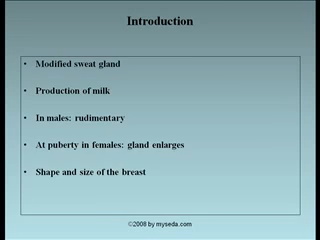 Introduction
• Modified sweat gland
• Production of milk
• In males: rudimentary
• At puberty in females: gland enlarges
• Shape and size of the breast
©2008 by myseda.com